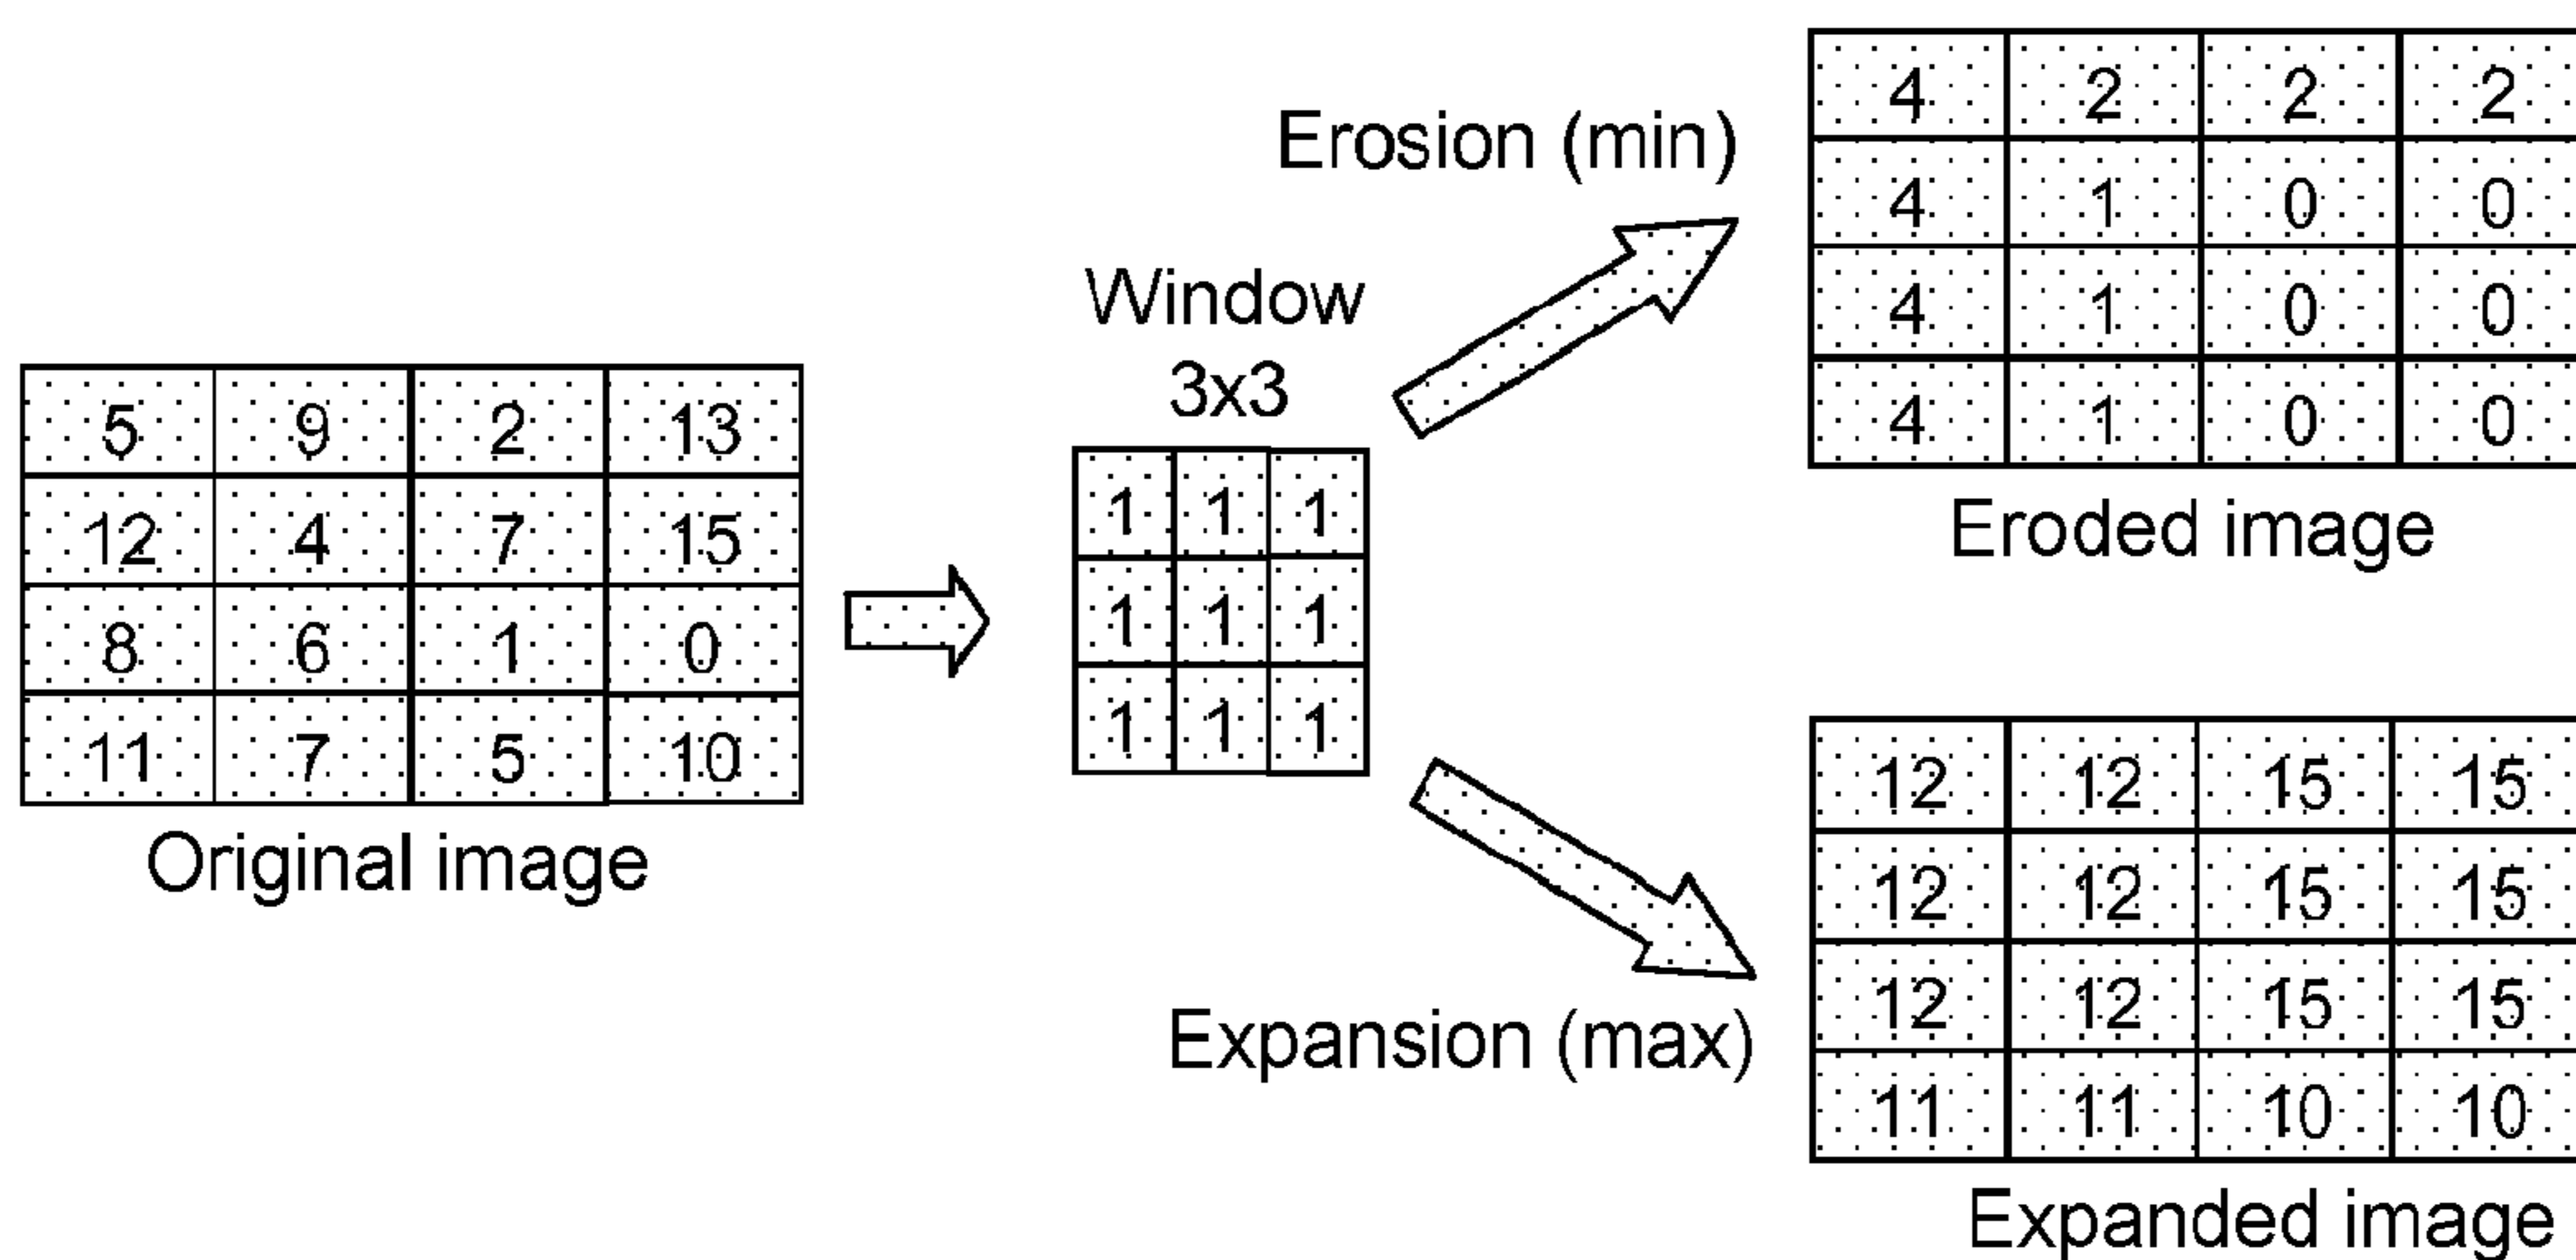 5 9 2 13
12 4 7 15
8 6 1 0
11 7 5 10
Original image
Window
3x3
1 1 1
1 1 1
1 1 1
Erosion (min)
4 2 2 2
4 1 0 0
4 1 0 0
4 1 0 0
Eroded image
Expansion (max)
12 12 15 15
12 12 15 15
12 12 15 15
11 11 10 10
Expanded image